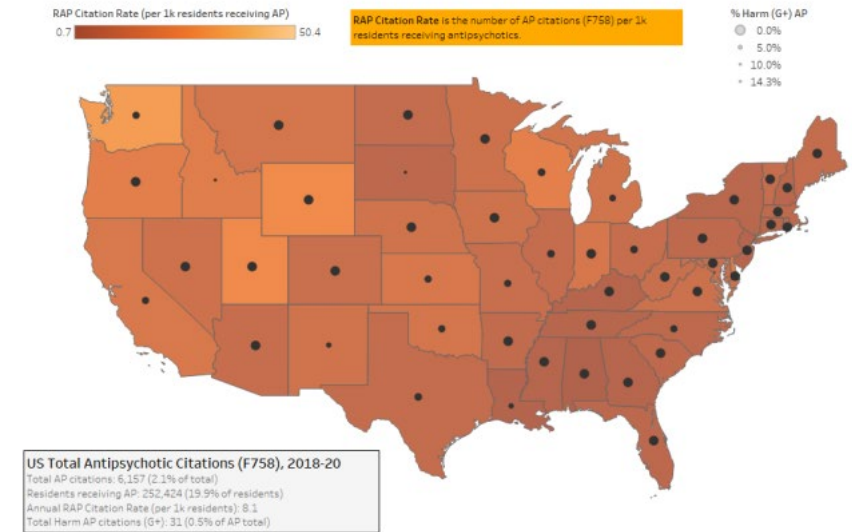 RAP Citation Rate (per 1k residents receiving AP)
0.7 50.4
RAP Citation Rate is the number of AP citations (F758) per 1k
residents receiving antipsychotics.
% Harm (G+) AP
0.0%
5.0%
10.0%
14.3%
US Total Antipsychotic Citations (F758), 2018-20
Total AP citations: 6,157 (2.1% of total)
Residents receiving AP: 252,424 (19.9% of residents)
Annual RAP Citation Rate (per 1k residents): 8.1
Total Harm AP citations (G+): 31 (0.5% of AP total)